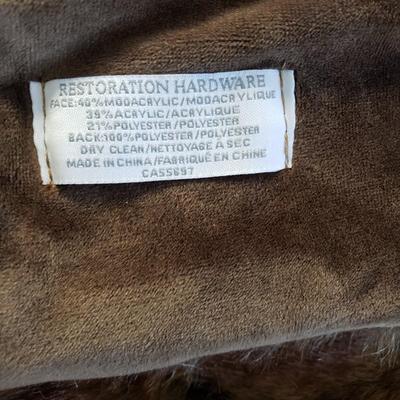 RESTORATION HARDWARE
FACE: 40% MODACRYLIC/MODACRYLIQUE
39% ACRYLIC/ACRYLIQUE
21% POLYESTER/POLYESTER
BACK: 100% POLYESTER/POLYESTER
DRY CLEAN/NETTOYAGE À SEC
MADE IN CHINA/FABRIQUÉ EN CHINE
CA55697